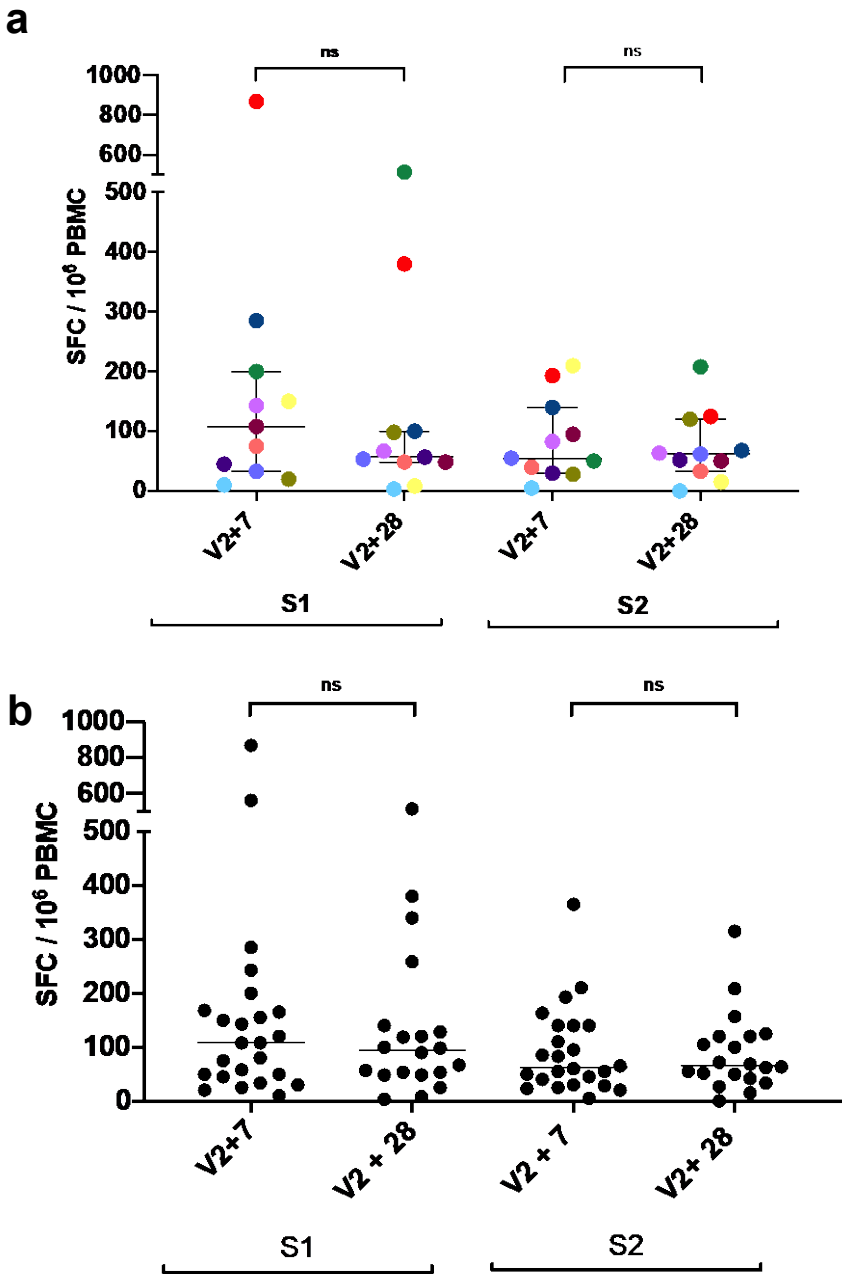 a
ns
ns
1000
800
600
500
400
300
200
100
0
SFC / 10⁶ PBMC
V2+7
V2+28
V2+7
V2+28
S1
S2
b
ns
ns
1000
800
600
500
400
300
200
100
0
SFC / 10⁶ PBMC
V2+7
V2 + 28
V2 + 7
V2+ 28
S1
S2